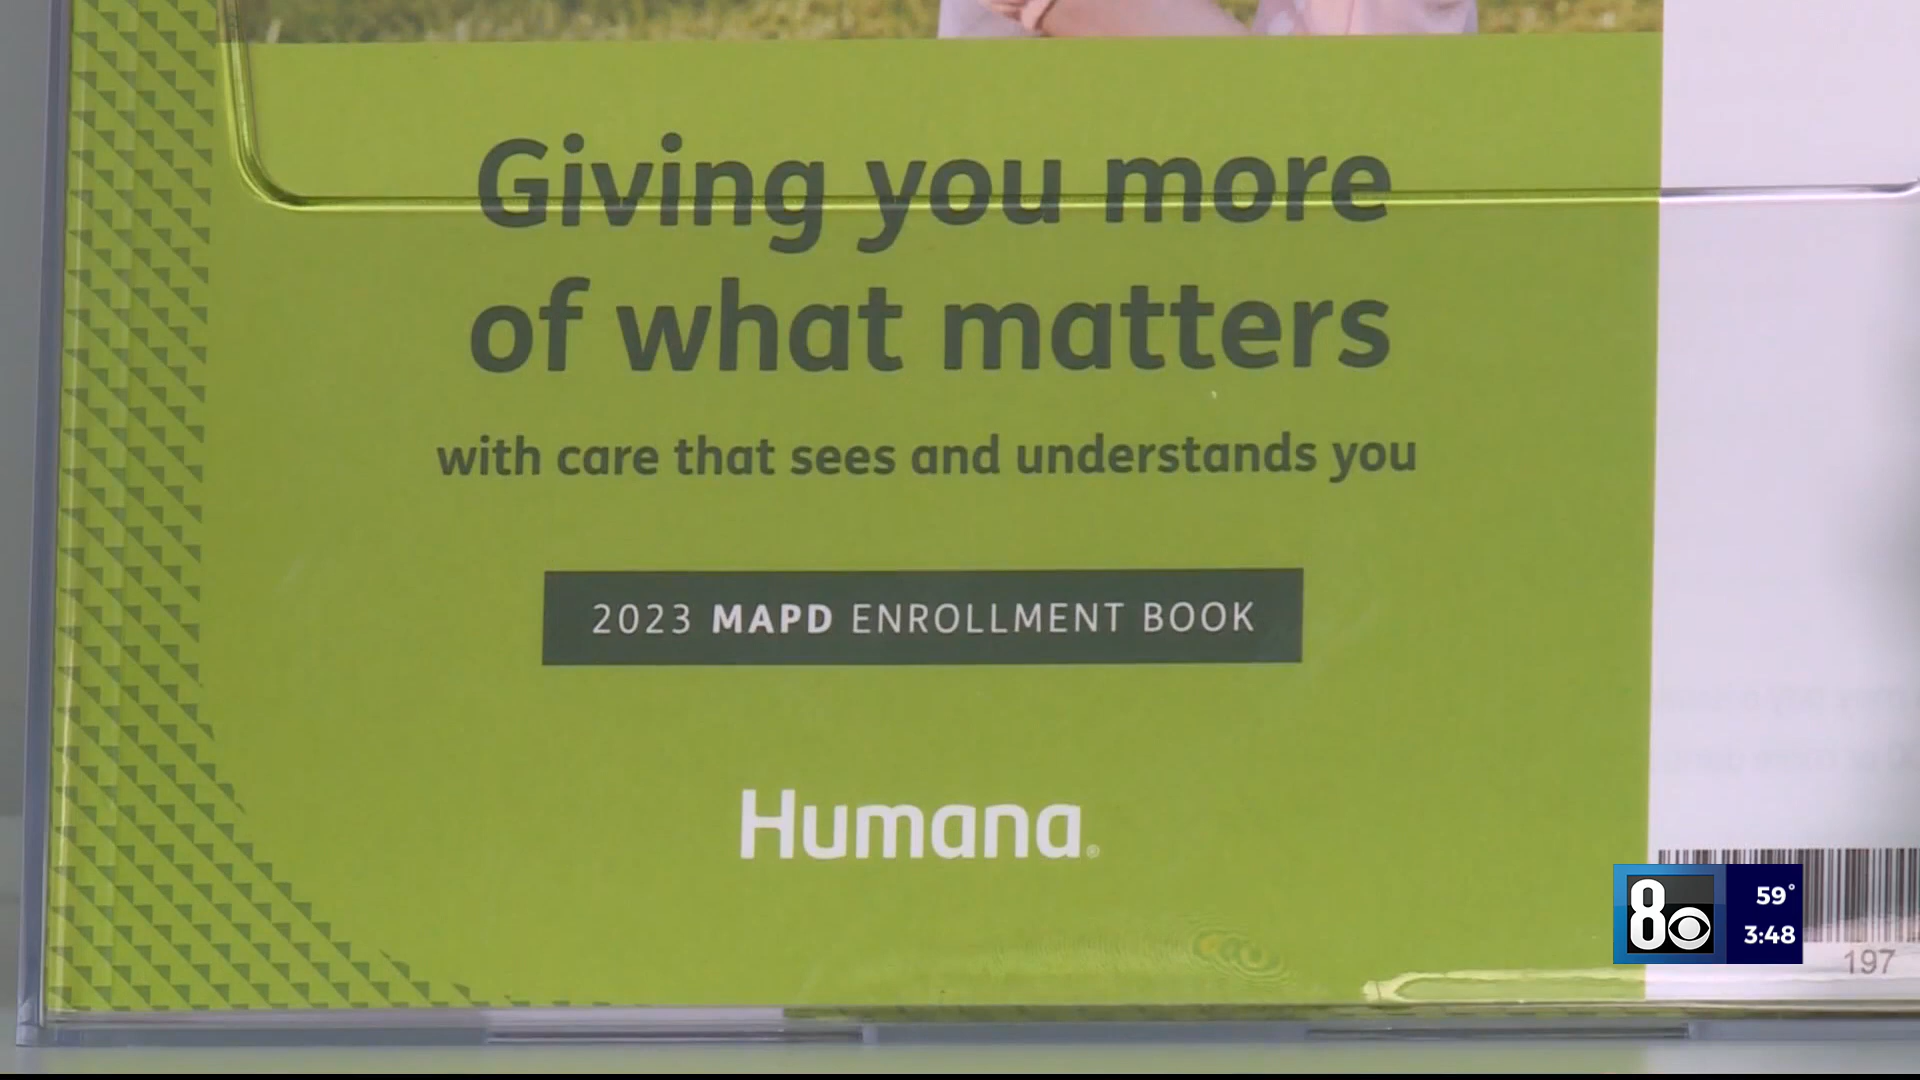 Giving you more
of what matters
with care that sees and understands you
2023 MAPD ENROLLMENT BOOK
Humana®
8
59°
3:48
197